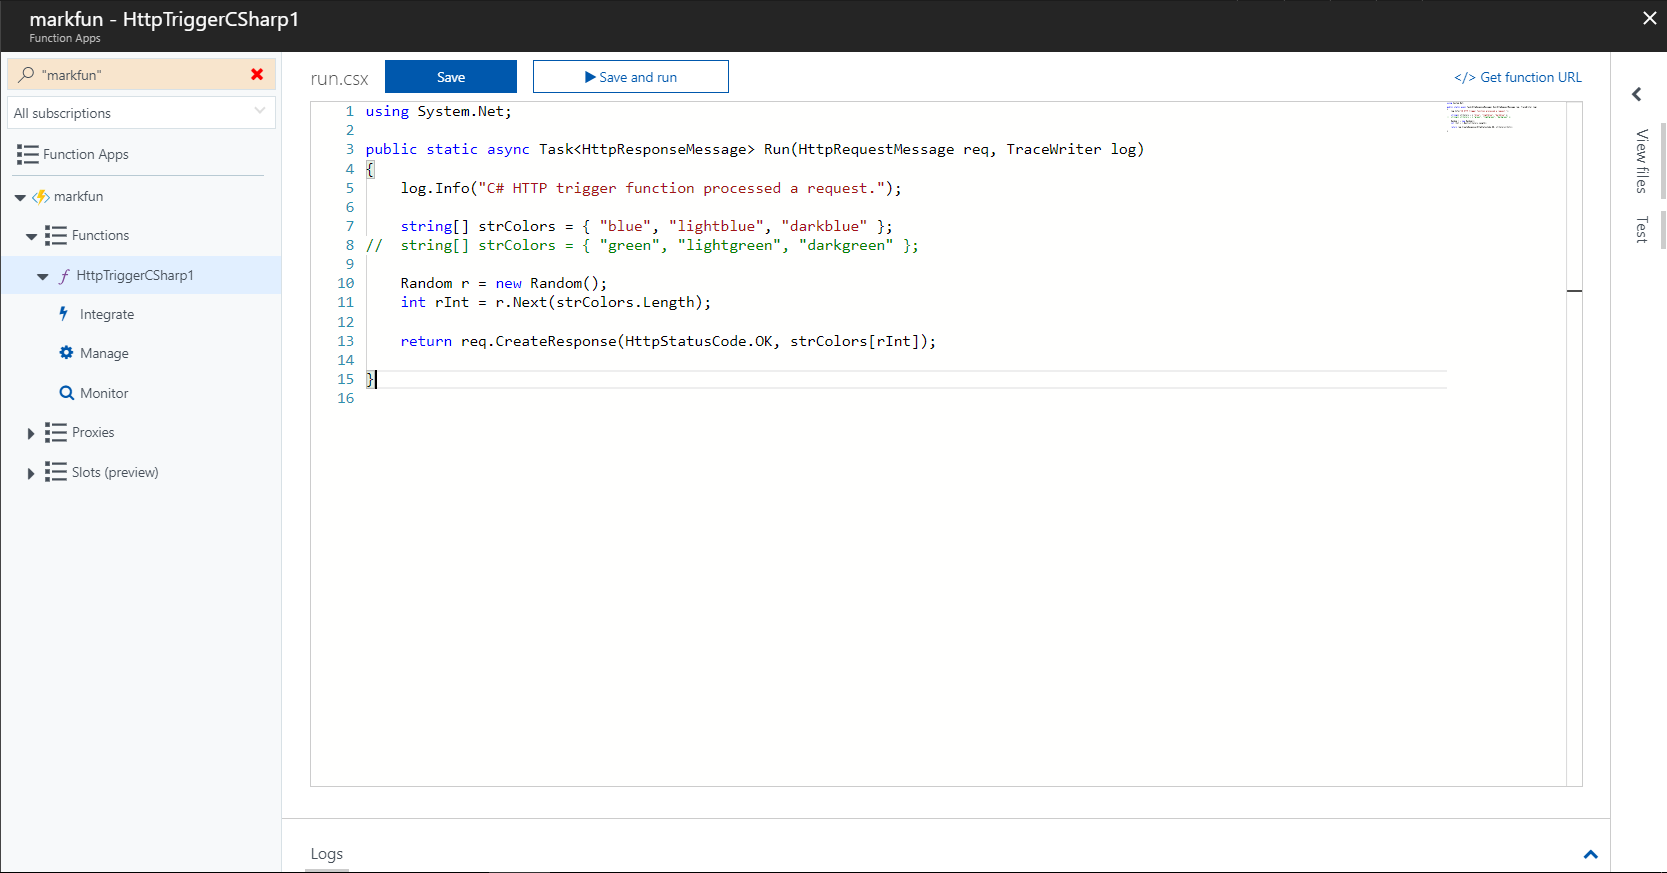 markfun - HttpTriggerCSharp1
Function Apps
"markfun"
All subscriptions
Function Apps
markfun
Functions
HttpTriggerCSharp1
Integrate
Manage
Monitor
Proxies
Slots (preview)
run.csx
Save
Save and run
</> Get function URL
1 using System.Net;
2
3 public static async Task<HttpResponseMessage> Run(HttpRequestMessage req, TraceWriter log)
4 {
5     log.Info("C# HTTP trigger function processed a request.");
6
7     string[] strColors = { "blue", "lightblue", "darkblue" };
8 //  string[] strColors = { "green", "lightgreen", "darkgreen" };
9
10     Random r = new Random();
11     int rInt = r.Next(strColors.Length);
12
13     return req.CreateResponse(HttpStatusCode.OK, strColors[rInt]);
14
15 }
16
View files
Test
Logs